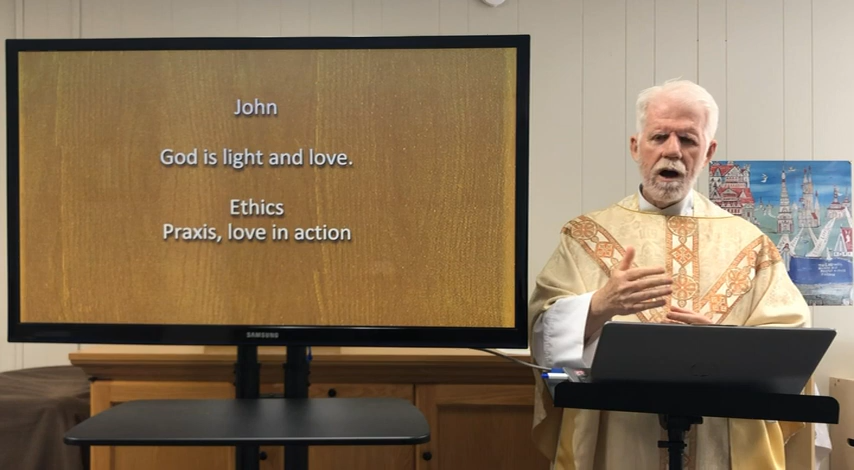 John
God is light and love.
Ethics
Praxis, love in action
SAMSUNG